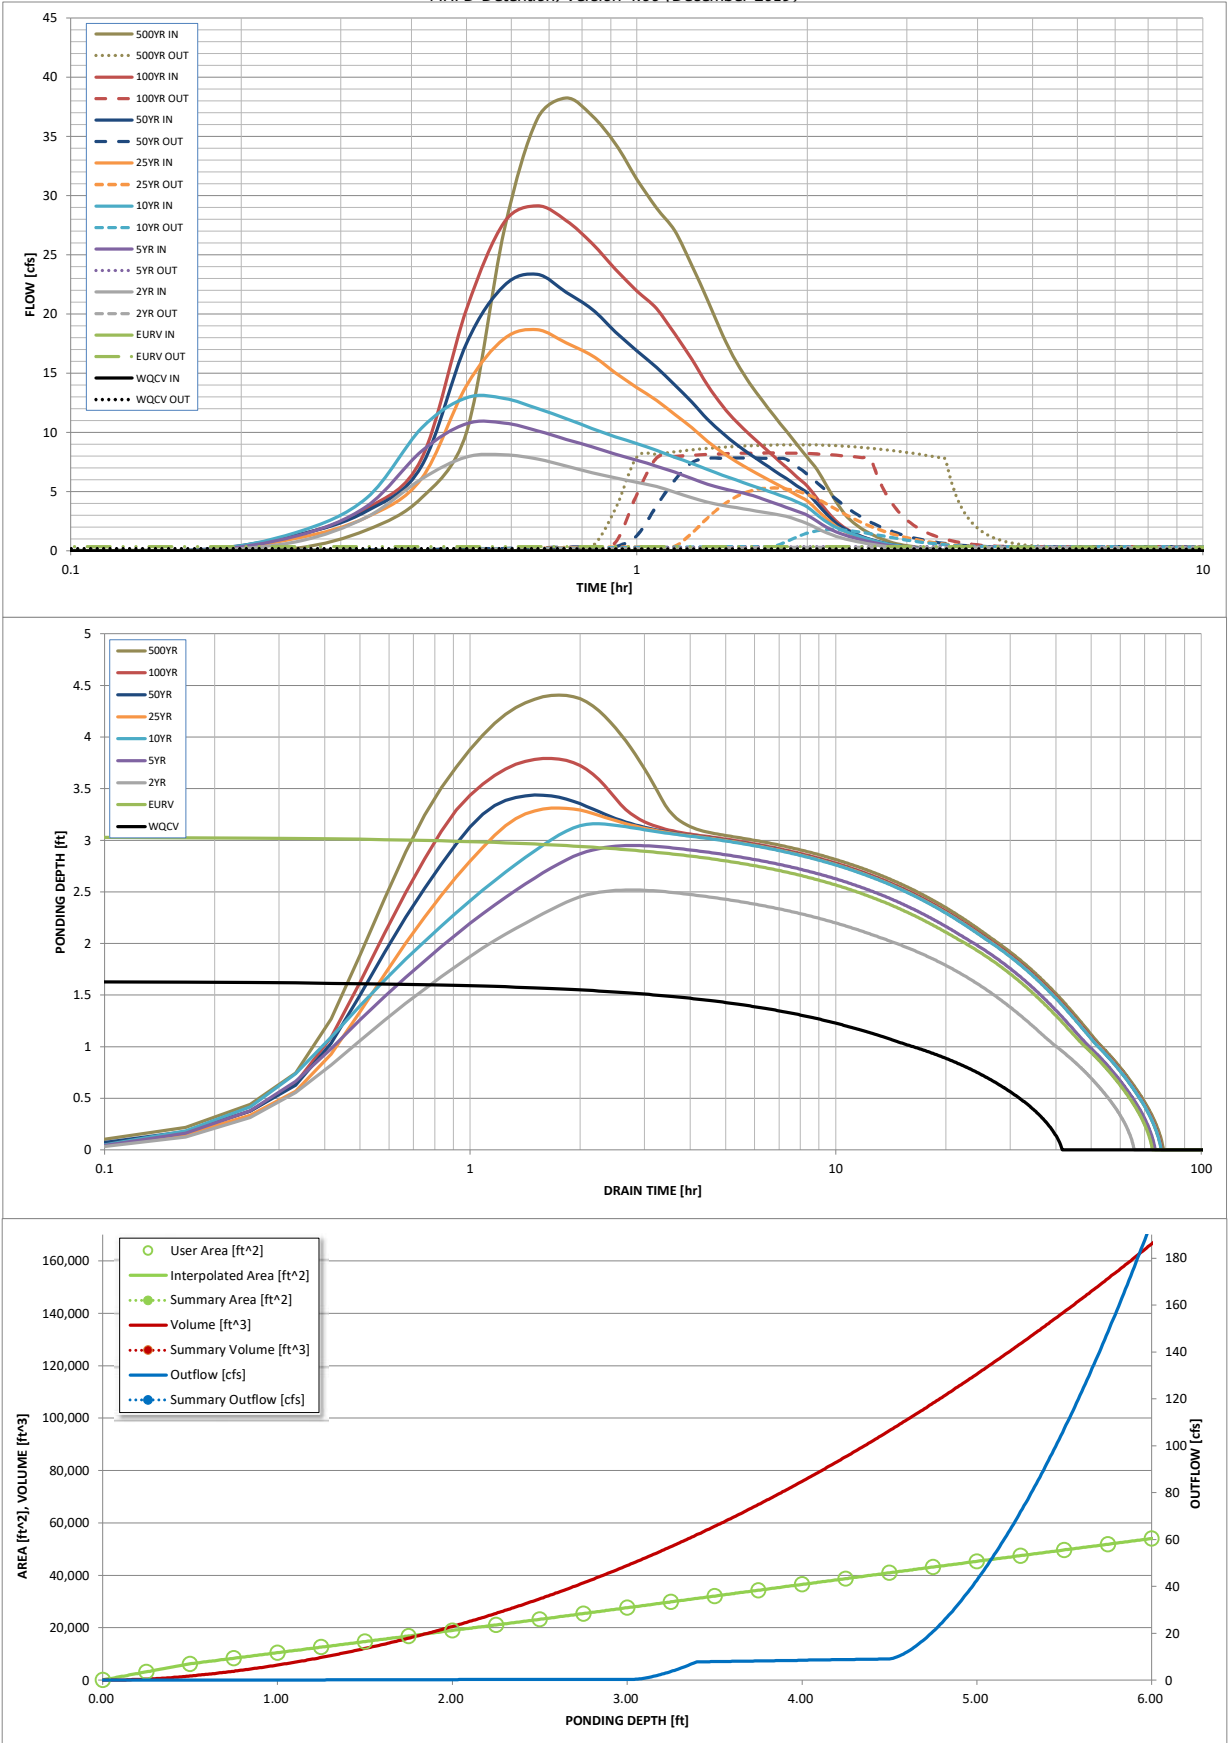 MHFD-Detention, Version 4.00 (December 2019)
45
40
35
30
25
20
15
10
5
0
FLOW [cfs]
500YR IN
500YR OUT
100YR IN
100YR OUT
50YR IN
50YR OUT
25YR IN
25YR OUT
10YR IN
10YR OUT
5YR IN
5YR OUT
2YR IN
2YR OUT
EURV IN
EURV OUT
WQCV IN
WQCV OUT
0.1
1
10
TIME [hr]
5
4.5
4
3.5
3
2.5
2
1.5
1
0.5
0
PONDING DEPTH [ft]
500YR
100YR
50YR
25YR
10YR
5YR
2YR
EURV
WQCV
0.1
1
10
100
DRAIN TIME [hr]
160,000
140,000
120,000
100,000
80,000
60,000
40,000
20,000
0
AREA [ft^2], VOLUME [ft^3]
User Area [ft^2]
Interpolated Area [ft^2]
Summary Area [ft^2]
Volume [ft^3]
Summary Volume [ft^3]
Outflow [cfs]
Summary Outflow [cfs]
180
160
140
120
100
80
60
40
20
0
OUTFLOW [cfs]
0.00
1.00
2.00
3.00
4.00
5.00
6.00
PONDING DEPTH [ft]